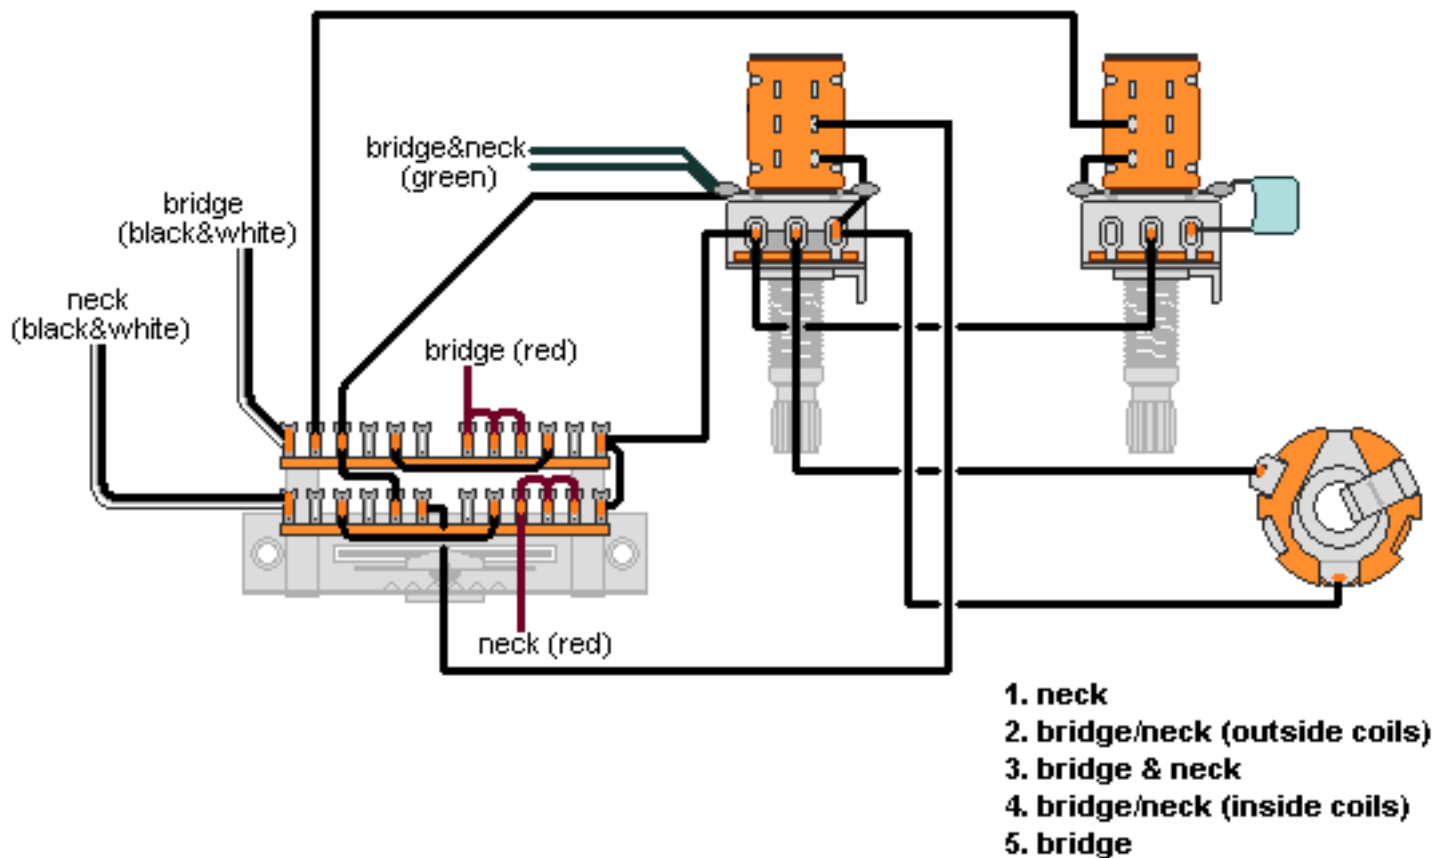 bridge&neck
(green)
bridge
(black&white)
neck
(black&white)
bridge (red)
neck (red)
1. neck
2. bridge/neck (outside coils)
3. bridge & neck
4. bridge/neck (inside coils)
5. bridge